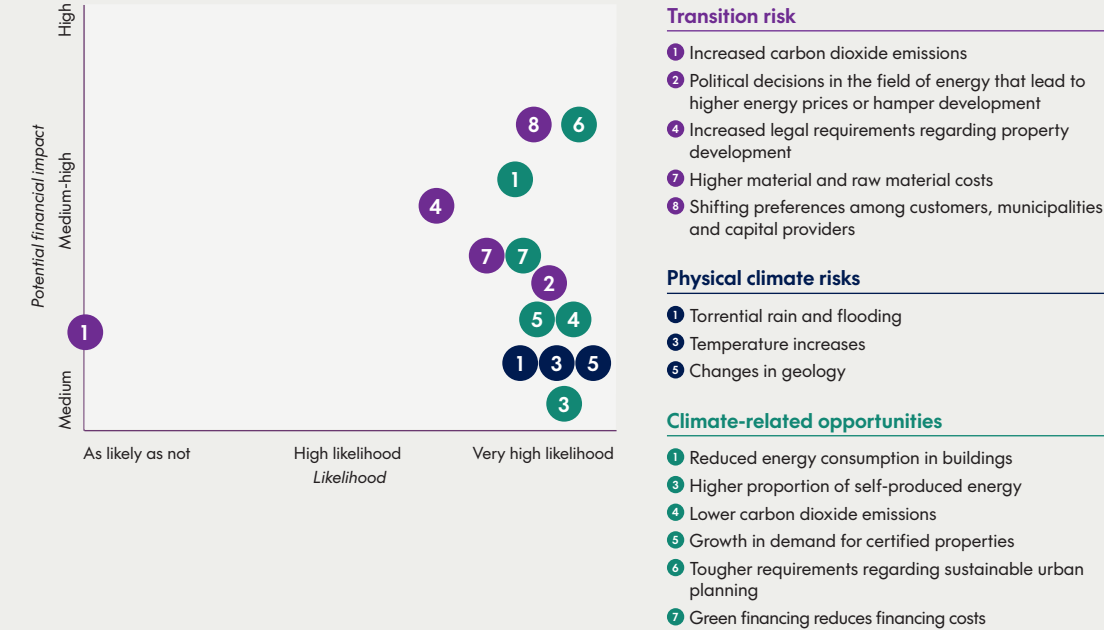 High
Medium-high
Medium
Potential financial impact
8
6
1
4
7
7
2
5
4
1
1
3
5
3
As likely as not
High likelihood
Very high likelihood
Likelihood
Transition risk
1 Increased carbon dioxide emissions
2 Political decisions in the field of energy that lead to
higher energy prices or hamper development
4 Increased legal requirements regarding property
development
7 Higher material and raw material costs
8 Shifting preferences among customers, municipalities
and capital providers
Physical climate risks
1 Torrential rain and flooding
3 Temperature increases
5 Changes in geology
Climate-related opportunities
1 Reduced energy consumption in buildings
3 Higher proportion of self-produced energy
4 Lower carbon dioxide emissions
5 Growth in demand for certified properties
6 Tougher requirements regarding sustainable urban
planning
7 Green financing reduces financing costs